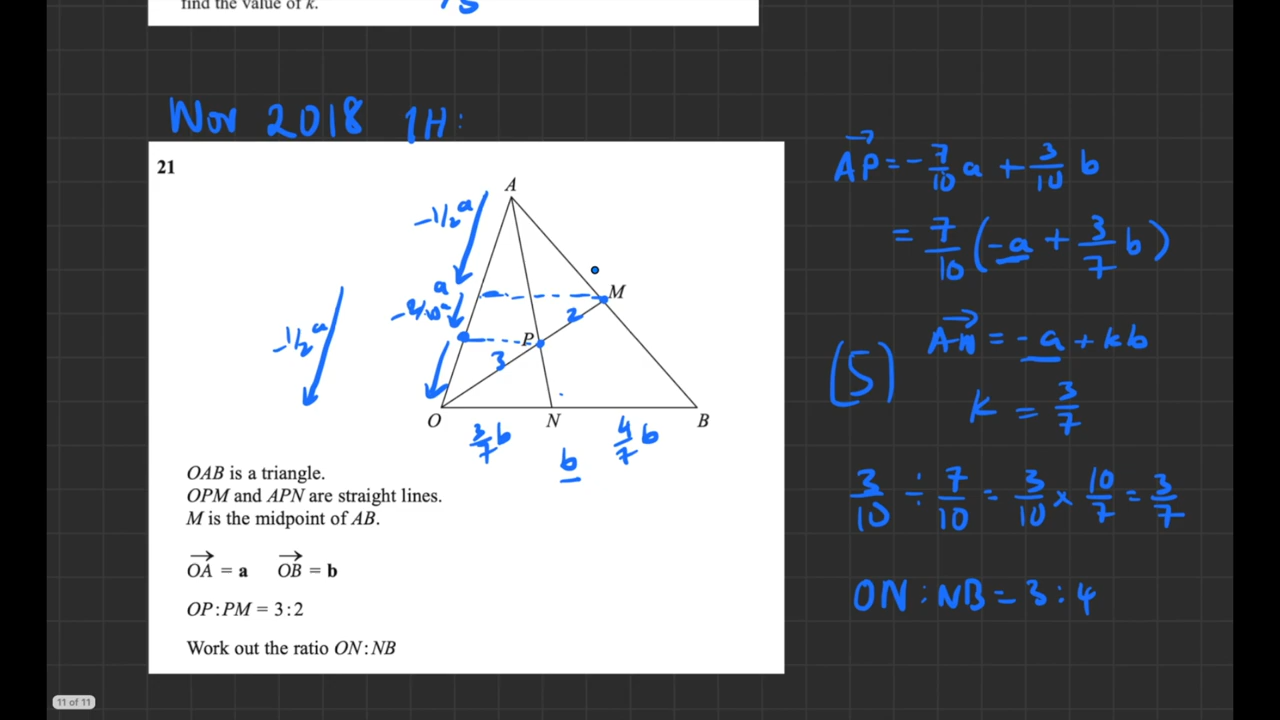 find the value of k.
Nov 2018 1H:
21
A
-1/2 a
a
M
2
P
-1/2 a
3
O
N
B
3/7 b
4/7 b
b
OAB is a triangle.
OPM and APN are straight lines.
M is the midpoint of AB.
→OA = a →OB = b
OP:PM = 3:2
Work out the ratio ON:NB
→AP = - 7/10 a + 3/10 b
= 7/10 (-a + 3/7 b)
→AN = -a + kb
(5)
k = 3/7
3/10 ÷ 7/10 = 3/10 × 10/7 = 3/7
ON : NB = 3 : 4
11 of 11